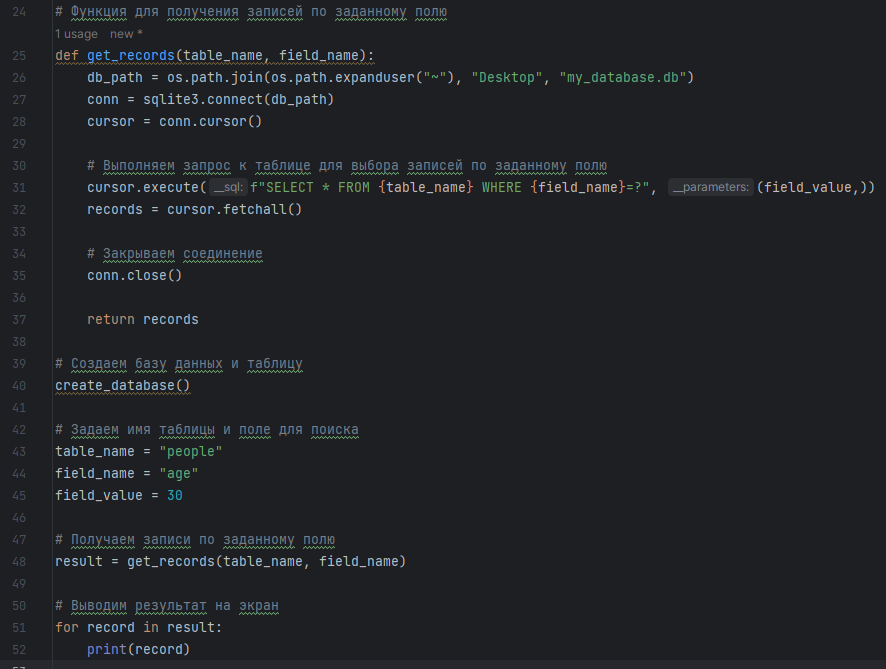 24 # Функция для получения записей по заданному полю
1 usage new *
25 def get_records(table_name, field_name):
26     db_path = os.path.join(os.path.expanduser("~"), "Desktop", "my_database.db")
27     conn = sqlite3.connect(db_path)
28     cursor = conn.cursor()
29
30     # Выполняем запрос к таблице для выбора записей по заданному полю
31     cursor.execute( __sql: f"SELECT * FROM {table_name} WHERE {field_name}=?", __parameters: (field_value,))
32     records = cursor.fetchall()
33
34     # Закрываем соединение
35     conn.close()
36
37     return records
38
39 # Создаем базу данных и таблицу
40 create_database()
41
42 # Задаем имя таблицы и поле для поиска
43 table_name = "people"
44 field_name = "age"
45 field_value = 30
46
47 # Получаем записи по заданному полю
48 result = get_records(table_name, field_name)
49
50 # Выводим результат на экран
51 for record in result:
52     print(record)
53